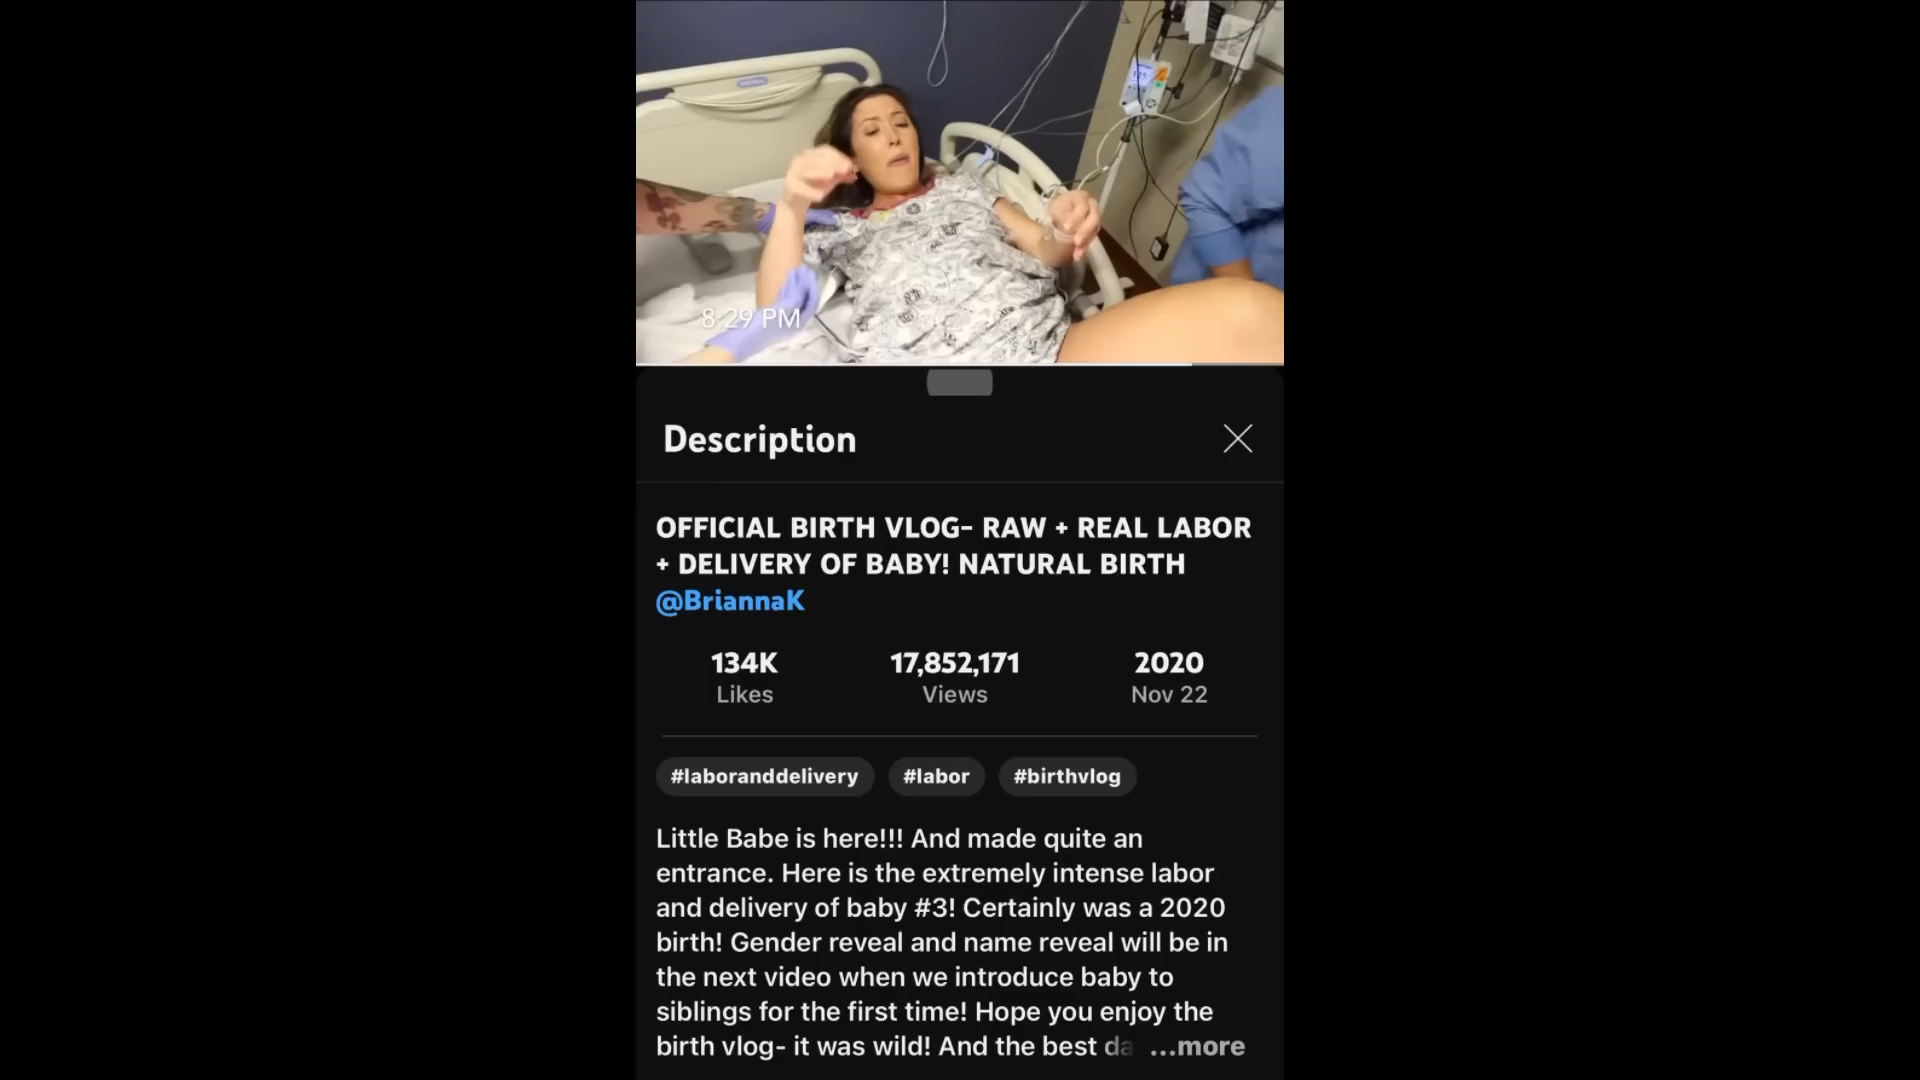 8:29 PM
Description
OFFICIAL BIRTH VLOG- RAW + REAL LABOR
+ DELIVERY OF BABY! NATURAL BIRTH
@BriannaK
134K 17,852,171 2020
Likes Views Nov 22
#laboranddelivery #labor #birthvlog
Little Babe is here!!! And made quite an
entrance. Here is the extremely intense labor
and delivery of baby #3! Certainly was a 2020
birth! Gender reveal and name reveal will be in
the next video when we introduce baby to
siblings for the first time! Hope you enjoy the
birth vlog- it was wild! And the best da ...more